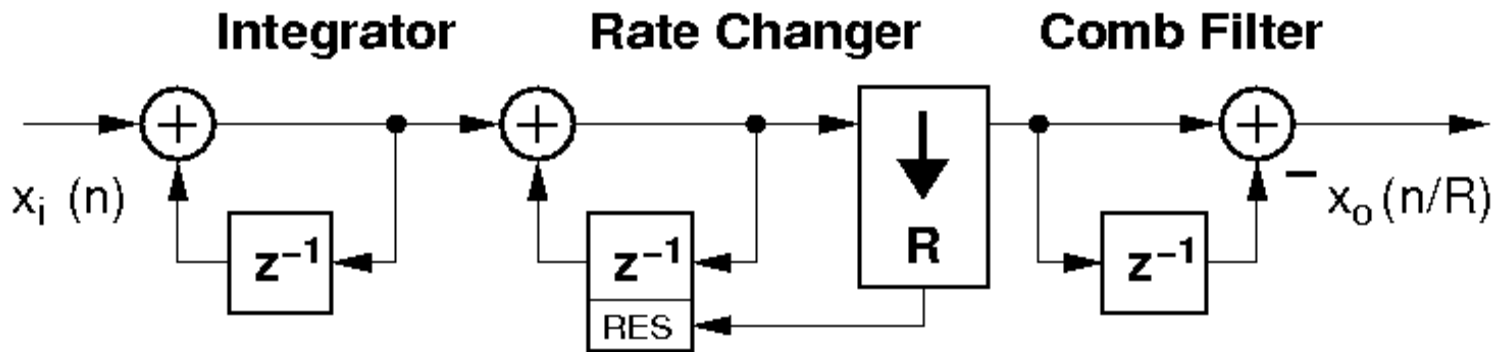 Integrator Rate Changer Comb Filter
+ + R +
xᵢ (n) z⁻¹ z⁻¹ z⁻¹ − xₒ(n/R)
RES